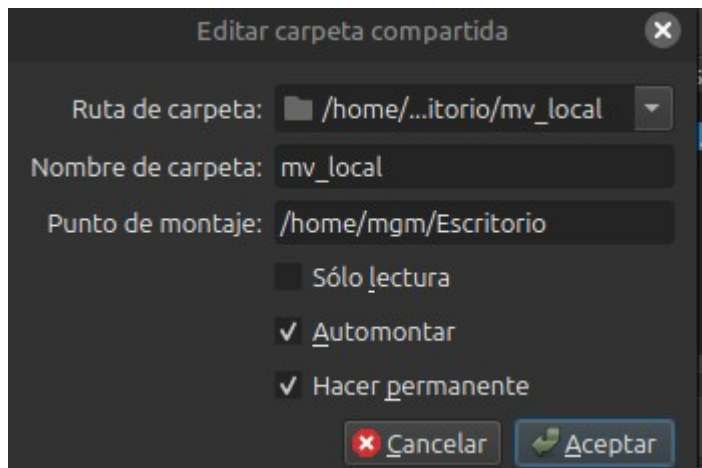 Editar carpeta compartida
Ruta de carpeta: /home/...itorio/mv_local
Nombre de carpeta: mv_local
Punto de montaje: /home/mgm/Escritorio
Sólo lectura
Automontar
Hacer permanente
Cancelar Aceptar